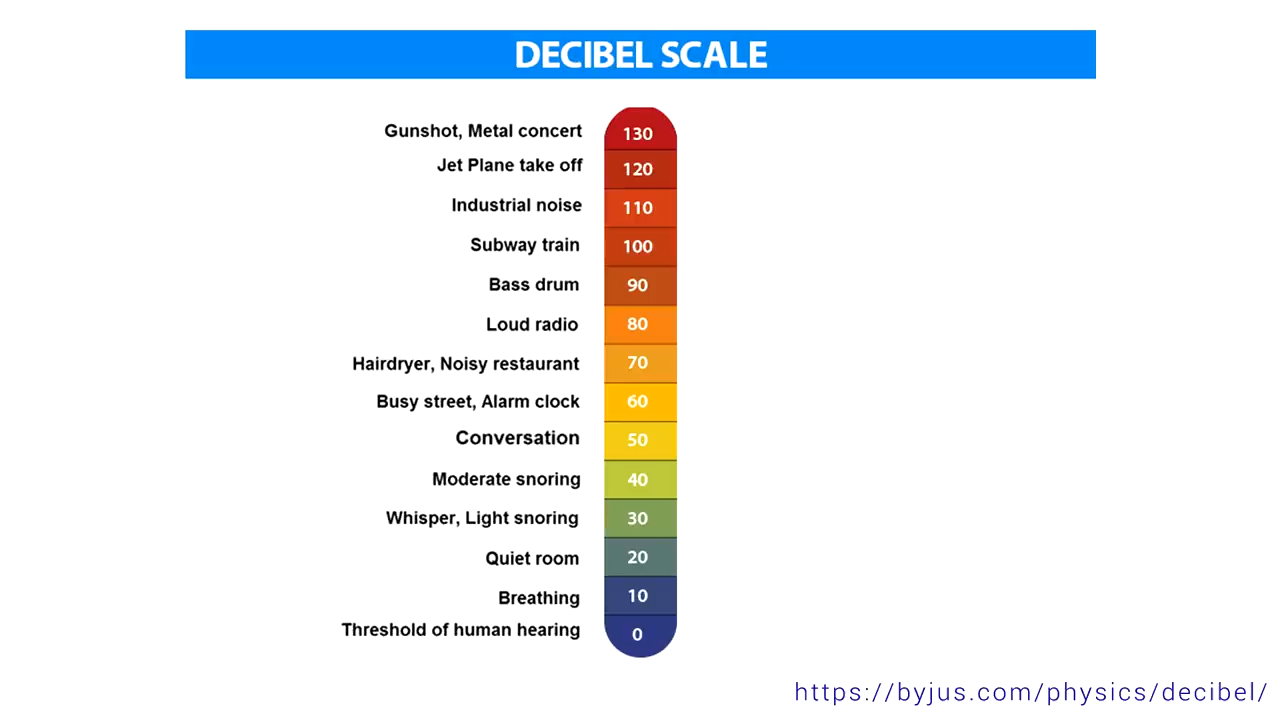 DECIBEL SCALE
Gunshot, Metal concert 130
Jet Plane take off 120
Industrial noise 110
Subway train 100
Bass drum 90
Loud radio 80
Hairdryer, Noisy restaurant 70
Busy street, Alarm clock 60
Conversation 50
Moderate snoring 40
Whisper, Light snoring 30
Quiet room 20
Breathing 10
Threshold of human hearing 0
https://byjus.com/physics/decibel/